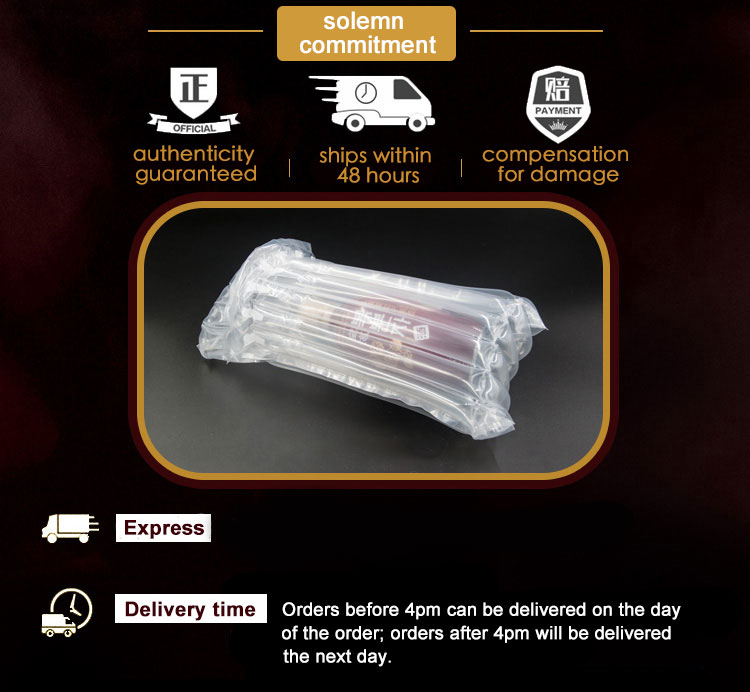 solemn
commitment
正
OFFICIAL
赔
PAYMENT
authenticity
guaranteed
ships within
48 hours
compensation
for damage
Express
Delivery time
Orders before 4pm can be delivered on the day
of the order; orders after 4pm will be delivered
the next day.